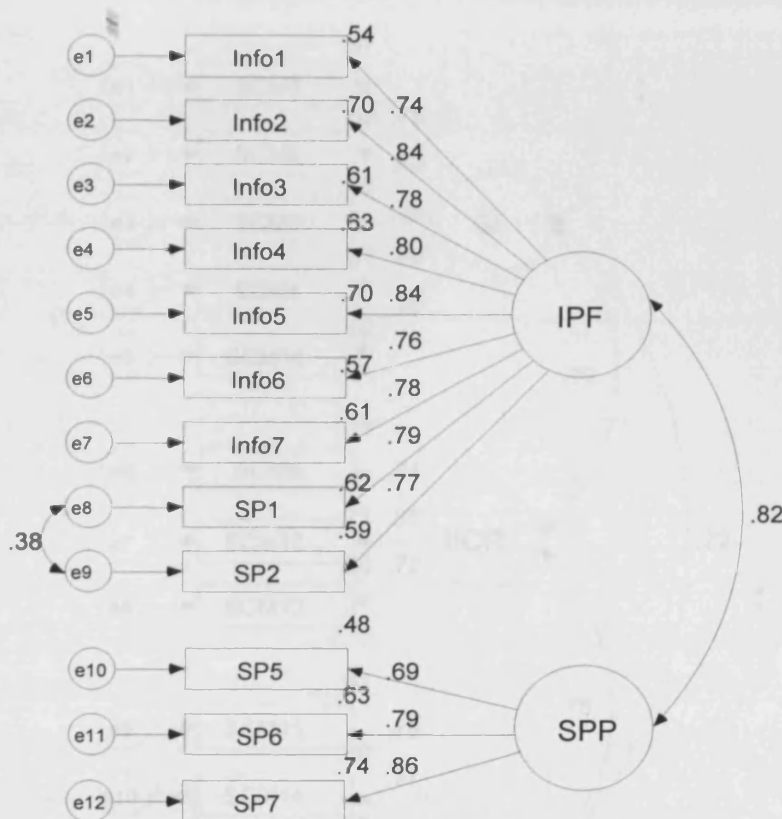 .54
e1 Info1
.70 .74
e2 Info2
.84
.61
e3 Info3 .78
.63
e4 Info4 .80
.70 .84
e5 Info5 IPF
.76
.57
e6 Info6 .78
.61
e7 Info7 .79
.62 .77
e8 SP1
.82
.38 .59
e9 SP2
.48
e10 SP5 .69
.63
.79
e11 SP6 SPP
.74 .86
e12 SP7